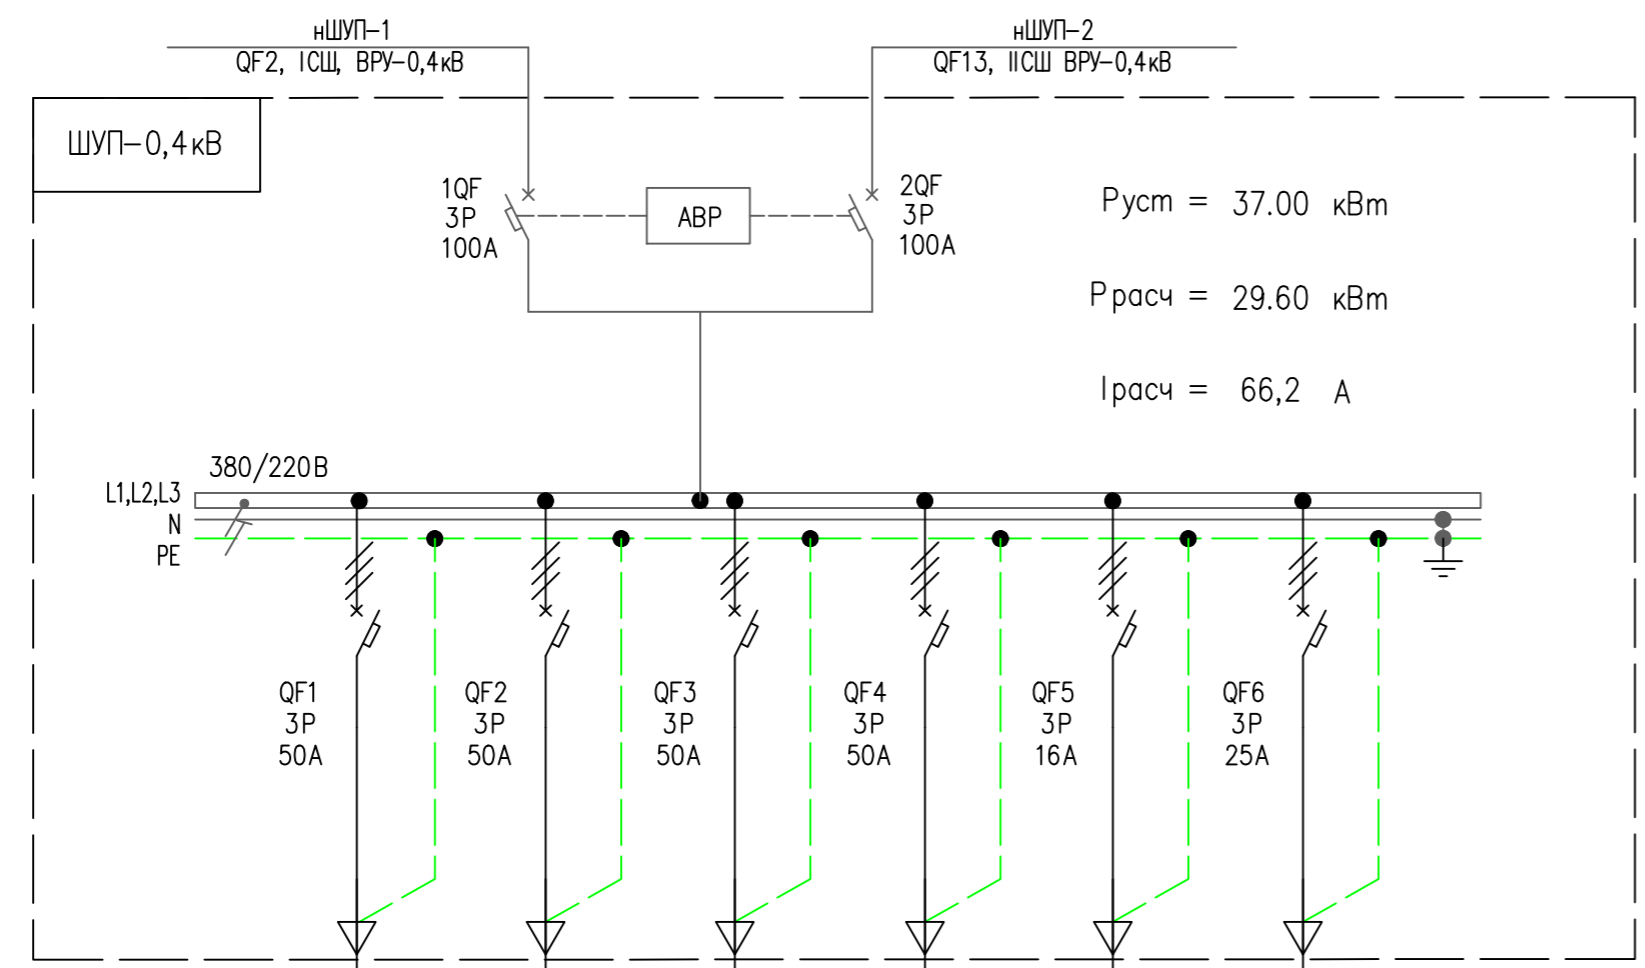 нШУП-1
QF2, IСШ, ВРУ-0,4кВ
нШУП-2
QF13, IIСШ ВРУ-0,4кВ
ШУП-0,4кВ
1QF
3P
100A
АВР
2QF
3P
100A
Руст = 37.00 кВт
Ррасч = 29.60 кВт
Iрасч = 66,2 А
380/220В
L1,L2,L3
N
PE
QF1
3P
50A
QF2
3P
50A
QF3
3P
50A
QF4
3P
50A
QF5
3P
16A
QF6
3P
25A